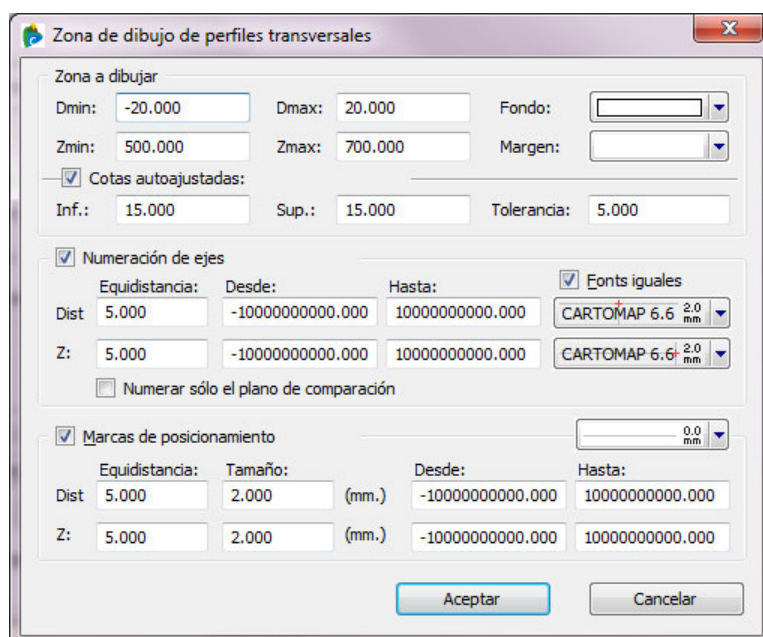 Zona de dibujo de perfiles transversales
Zona a dibujar
Dmin: -20.000 Dmax: 20.000 Fondo:
Zmin: 500.000 Zmax: 700.000 Margen:
Cotas autoajustadas:
Inf.: 15.000 Sup.: 15.000 Tolerancia: 5.000
Numeración de ejes
Equidistancia: Desde: Hasta: Fonts iguales
Dist 5.000 -10000000000.000 10000000000.000 CARTOMAP 6.6 2.0 mm
Z: 5.000 -10000000000.000 10000000000.000 CARTOMAP 6.6 2.0 mm
Numerar sólo el plano de comparación
Marcas de posicionamiento 0.0 mm
Equidistancia: Tamaño: Desde: Hasta:
Dist 5.000 2.000 (mm.) -10000000000.000 10000000000.000
Z: 5.000 2.000 (mm.) -10000000000.000 10000000000.000
Aceptar Cancelar